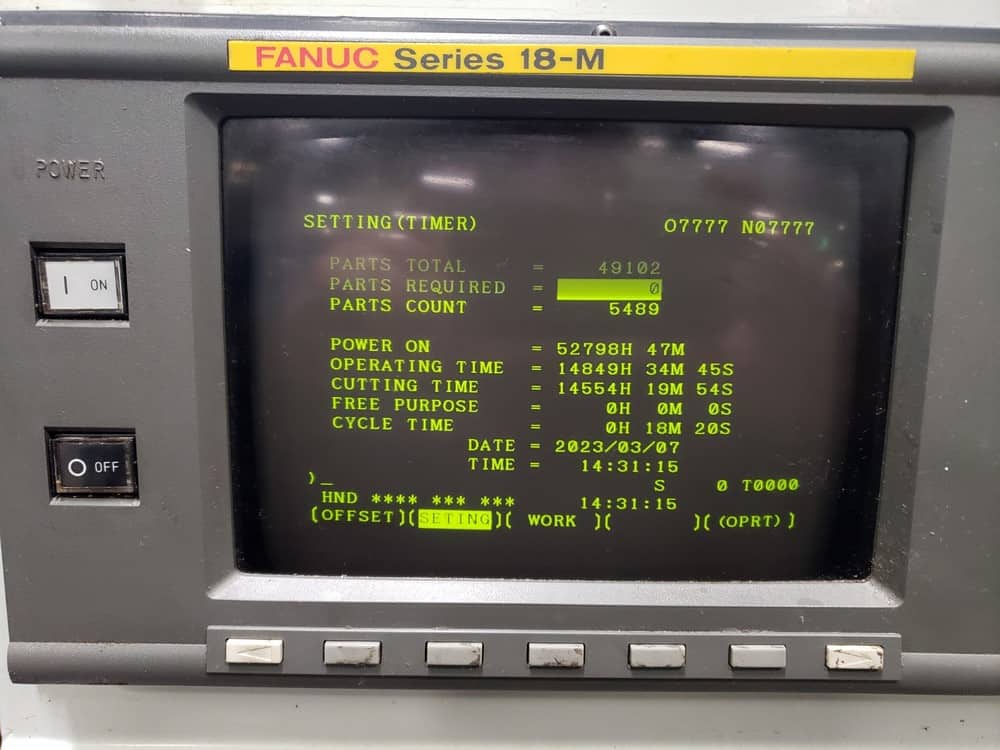 FANUC Series 18-M
POWER
I ON
O OFF
SETTING(TIMER) O7777 N07777
PARTS TOTAL = 49102
PARTS REQUIRED = 0
PARTS COUNT = 5489
POWER ON = 52798H 47M
OPERATING TIME = 14849H 34M 45S
CUTTING TIME = 14554H 19M 54S
FREE PURPOSE = 0H 0M 0S
CYCLE TIME = 0H 18M 20S
DATE = 2023/03/07
TIME = 14:31:15
)_
S 0 T0000
HND **** *** *** 14:31:15
(OFFSET)(SETING)( WORK )( )( (OPRT) )